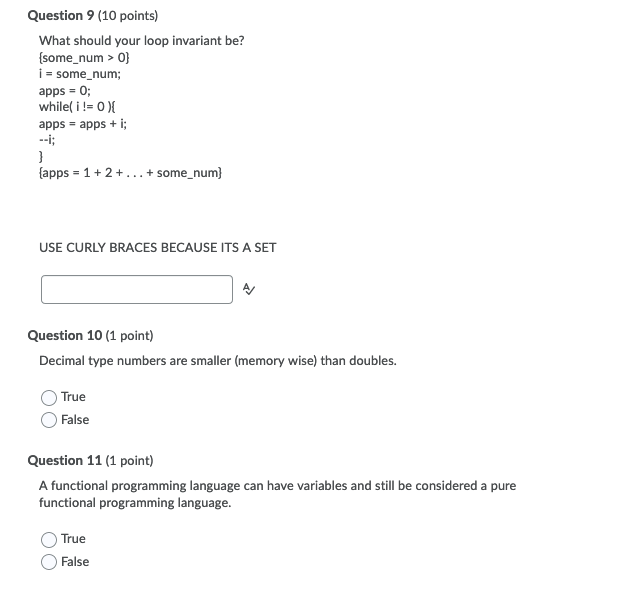 Question 9 (10 points)
What should your loop invariant be?
{some_num > 0}
i = some_num;
apps = 0;
while( i != 0 ){
apps = apps + i;
--i;
}
{apps = 1 + 2 + . . . + some_num}
USE CURLY BRACES BECAUSE ITS A SET
Question 10 (1 point)
Decimal type numbers are smaller (memory wise) than doubles.
True
False
Question 11 (1 point)
A functional programming language can have variables and still be considered a pure
functional programming language.
True
False